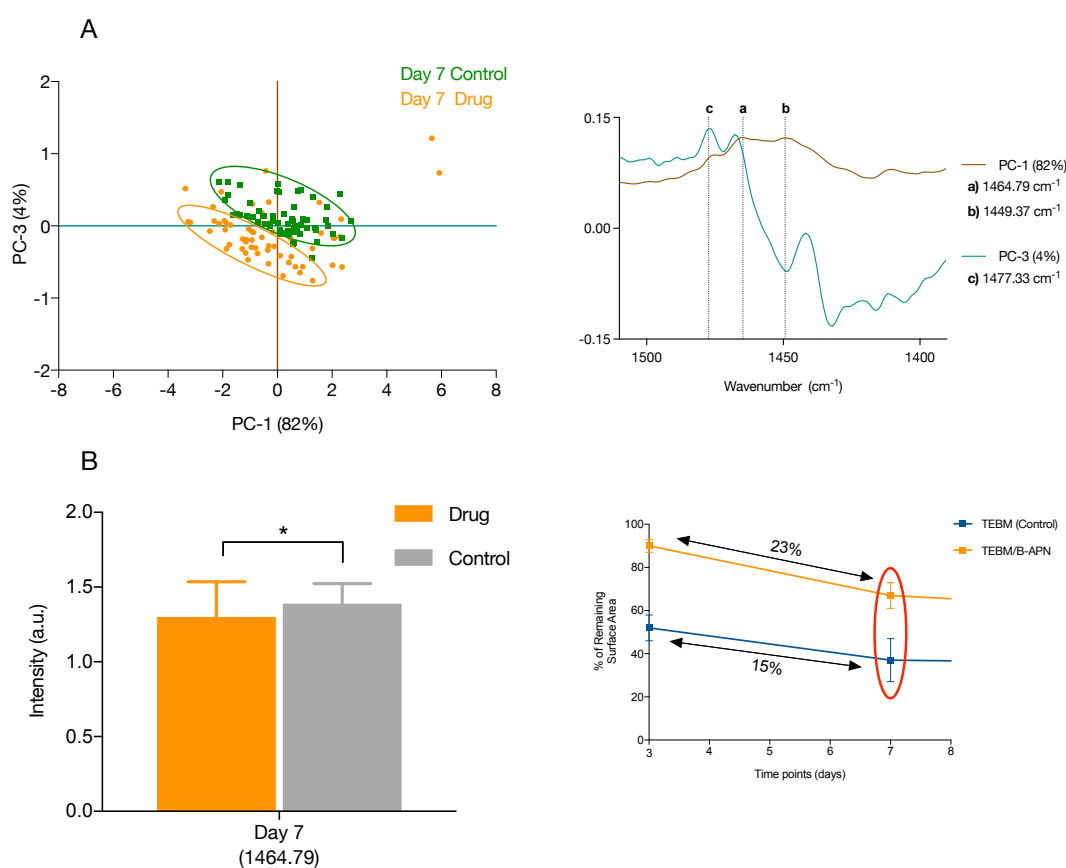 A
Day 7 Control
Day 7 Drug
2
1
0
-1
-2
-8
-6
-4
-2
0
2
4
6
8
PC-3 (4%)
PC-1 (82%)
c
a
b
0.15
0.00
-0.15
1500
1450
1400
Wavenumber (cm-1)
PC-1 (82%)
a) 1464.79 cm-1
b) 1449.37 cm-1
PC-3 (4%)
c) 1477.33 cm-1
B
2.0
1.5
1.0
0.5
0.0
Intensity (a.u.)
*
Drug
Control
Day 7
(1464.79)
100
80
60
40
20
0
% of Remaining
Surface Area
23%
15%
3
4
5
6
7
8
Time points (days)
TEBM (Control)
TEBM/B-APN